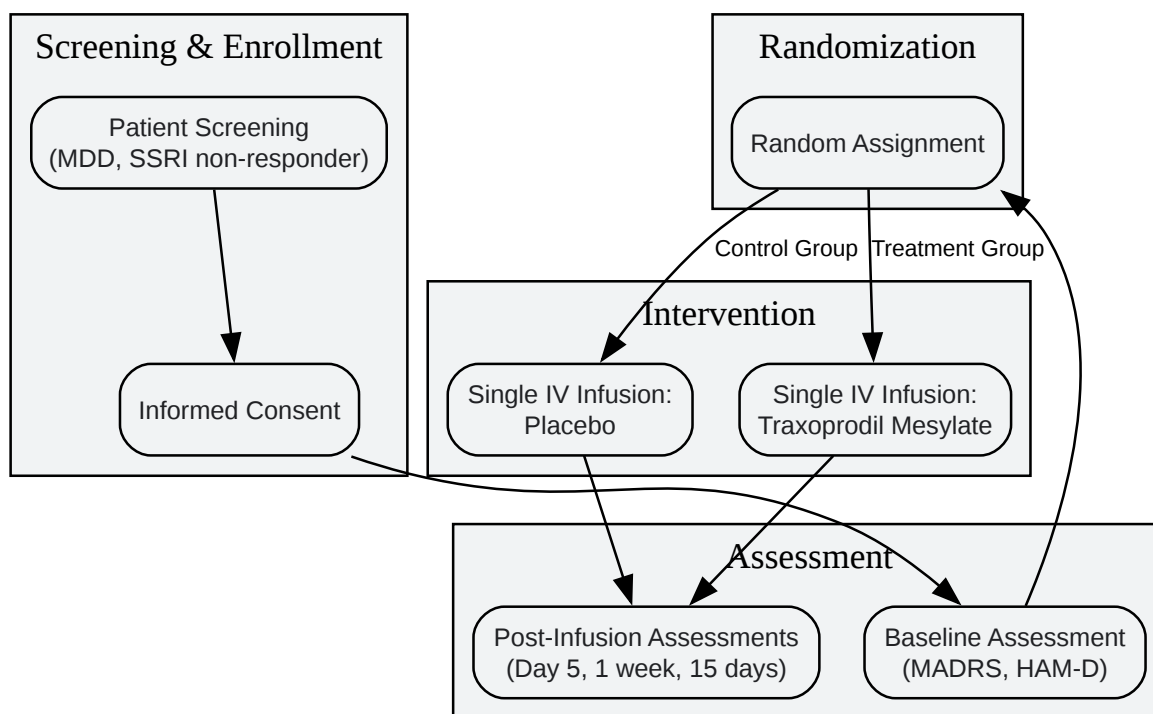 Screening & Enrollment
Randomization
Patient Screening
(MDD, SSRI non-responder)
Random Assignment
Control Group
Treatment Group
Intervention
Informed Consent
Single IV Infusion:
Placebo
Single IV Infusion:
Traxoprodil Mesylate
Assessment
Post-Infusion Assessments
(Day 5, 1 week, 15 days)
Baseline Assessment
(MADRS, HAM-D)